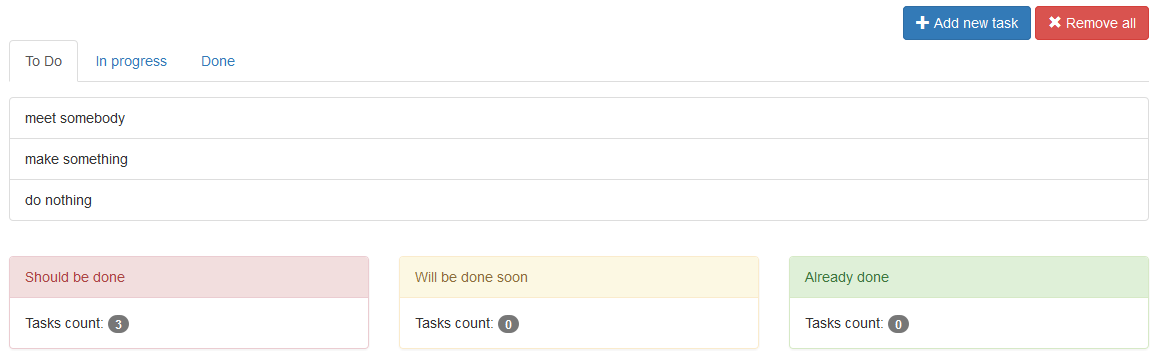 Add new task Remove all
To Do In progress Done
meet somebody
make something
do nothing
Should be done Will be done soon Already done
Tasks count: 3 Tasks count: 0 Tasks count: 0